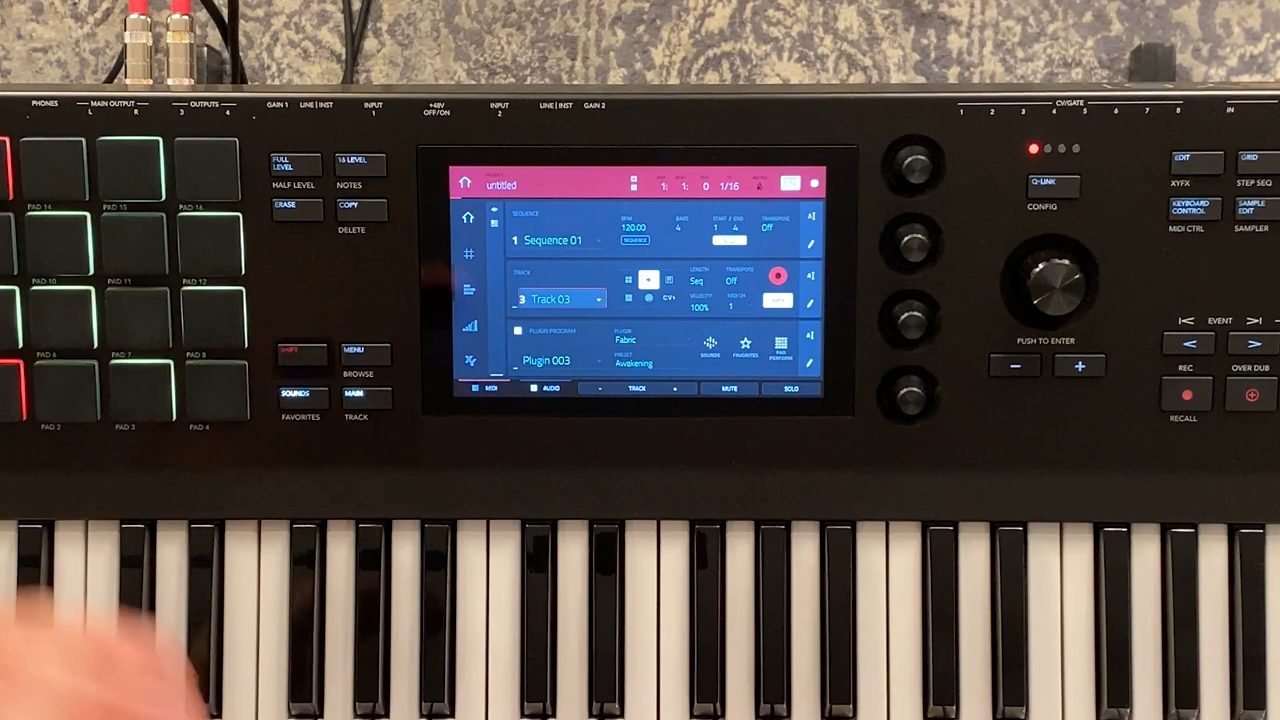 PHONES
MAIN OUTPUT
L R
OUTPUTS
3 4
GAIN 1
LINE | INST
INPUT
1
+48V
OFF/ON
INPUT
2
LINE | INST
GAIN 2
CV/GATE
1 2 3 4 5 6 7 8
IN
PAD 14
PAD 15
PAD 16
PAD 10
PAD 11
PAD 12
PAD 6
PAD 7
PAD 8
PAD 2
PAD 3
PAD 4
FULL
LEVEL
HALF LEVEL
16 LEVEL
NOTES
ERASE
COPY
DELETE
SHIFT
MENU
BROWSE
SOUNDS
FAVORITES
MAIN
TRACK
untitled
1: 1: 0 1/16
SEQUENCE
1 Sequence 01
BPM
120.00
SEQUENCE
BARS
4
START / END
1 4
TRANSPOSE
Off
TRACK
3 Track 03
CV+
LENGTH
Seq
TRANSPOSE
Off
VELOCITY
100%
MIDI CH
1
PLUGIN PROGRAM
Plugin 003
PLUGIN
Fabric
PRESET
Awakening
SOUNDS
FAVORITES
PAD
PERFORM
MIDI
AUDIO
- TRACK +
MUTE
SOLO
Q-LINK
CONFIG
PUSH TO ENTER
EDIT
XYFX
GRID
STEP SEQ
KEYBOARD
CONTROL
MIDI CTRL
SAMPLE
EDIT
SAMPLER
EVENT
REC
OVER DUB
RECALL